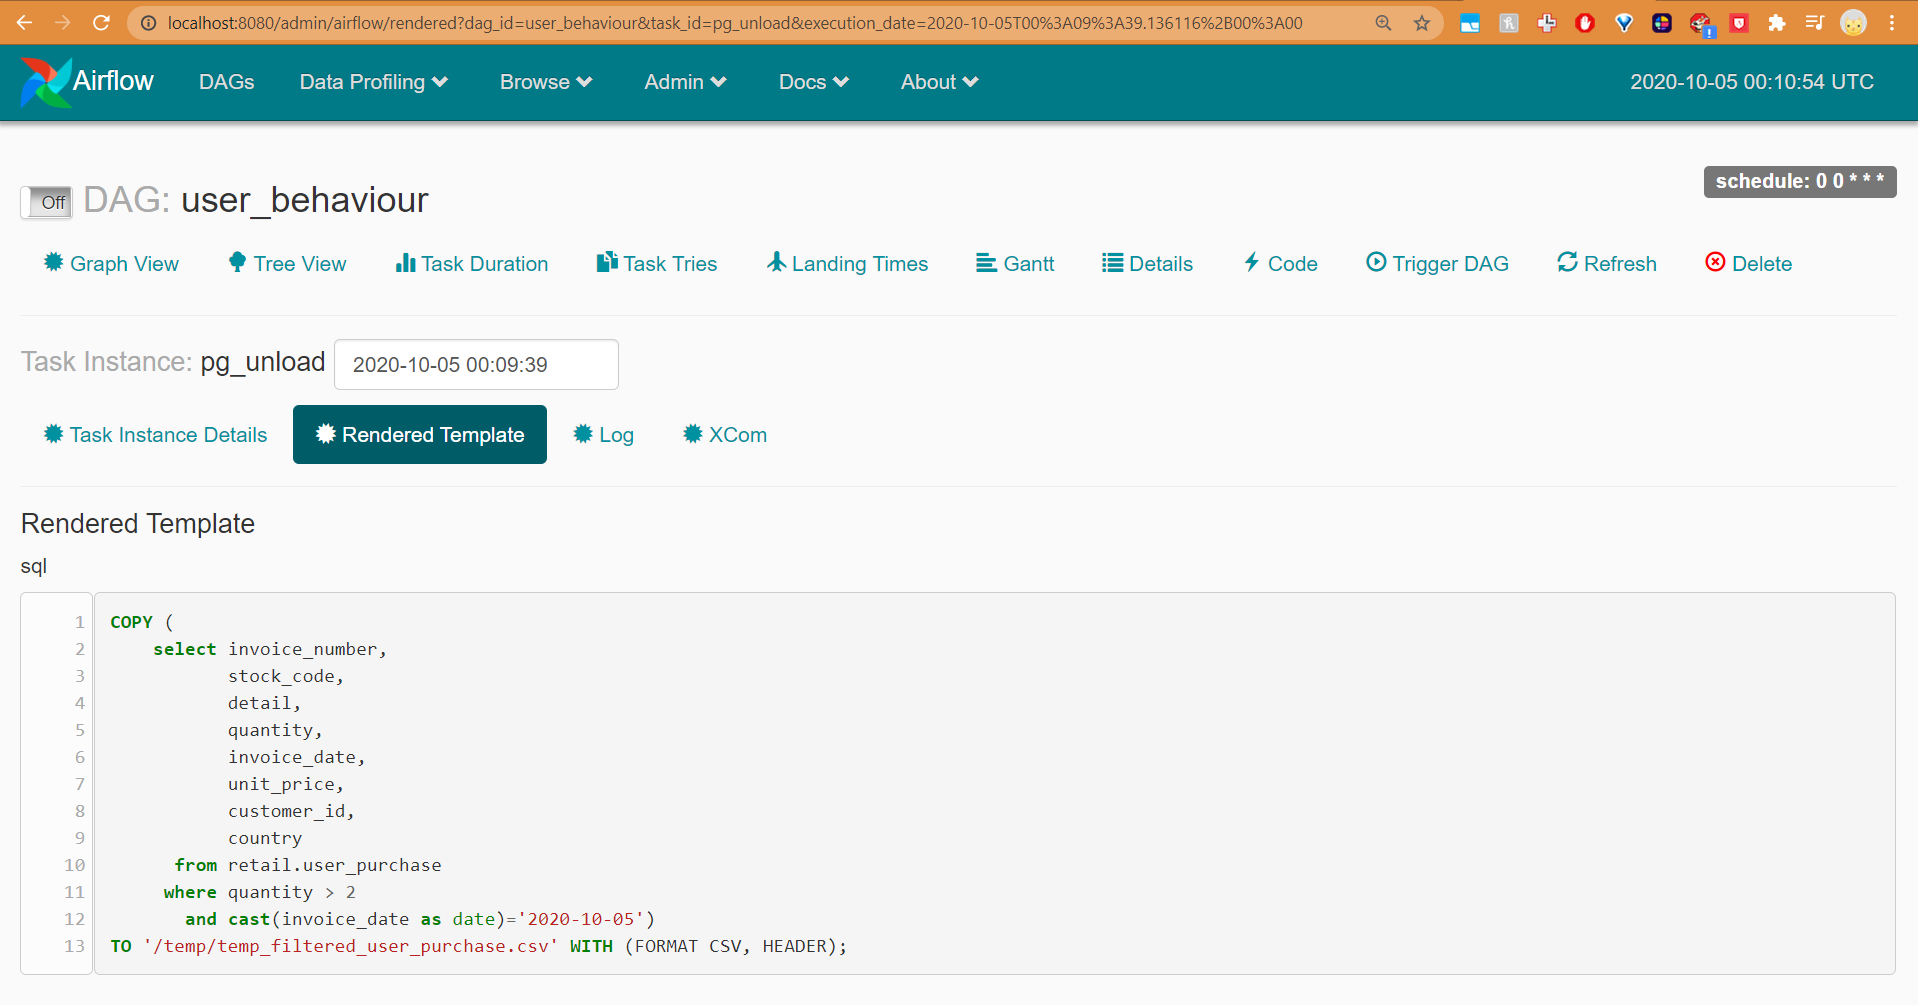 localhost:8080/admin/airflow/rendered?dag_id=user_behaviour&task_id=pg_unload&execution_date=2020-10-05T00%3A09%3A39.136116%2B00%3A00
Airflow DAGs Data Profiling Browse Admin Docs About 2020-10-05 00:10:54 UTC
schedule: 0 0 * * *
Off DAG: user_behaviour
Graph View Tree View Task Duration Task Tries Landing Times Gantt Details Code Trigger DAG Refresh Delete
Task Instance: pg_unload 2020-10-05 00:09:39
Task Instance Details Rendered Template Log XCom
Rendered Template
sql
1 COPY (
2 select invoice_number,
3 stock_code,
4 detail,
5 quantity,
6 invoice_date,
7 unit_price,
8 customer_id,
9 country
10 from retail.user_purchase
11 where quantity > 2
12 and cast(invoice_date as date)='2020-10-05')
13 TO '/temp/temp_filtered_user_purchase.csv' WITH (FORMAT CSV, HEADER);